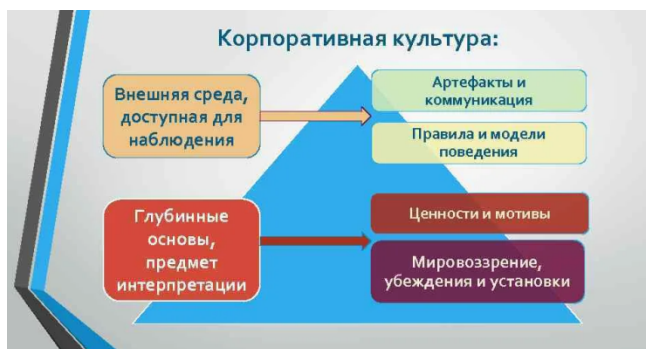 Корпоративная культура:
Внешняя среда,
доступная для
наблюдения
Артефакты и
коммуникация
Правила и модели
поведения
Глубинные
основы,
предмет
интерпретации
Ценности и мотивы
Мировоззрение,
убеждения и установки